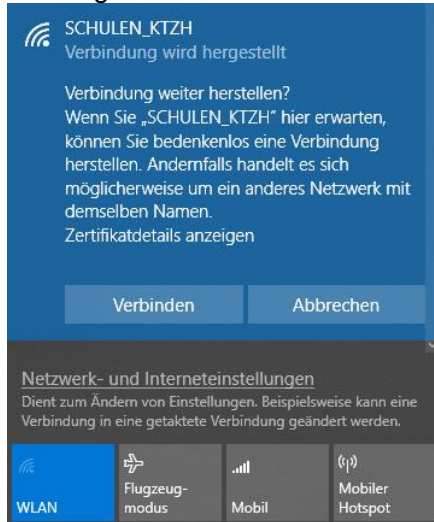 SCHULEN_KTZH
Verbindung wird hergestellt
Verbindung weiter herstellen?
Wenn Sie „SCHULEN_KTZH" hier erwarten,
können Sie bedenkenlos eine Verbindung
herstellen. Andernfalls handelt es sich
möglicherweise um ein anderes Netzwerk mit
demselben Namen.
Zertifikatdetails anzeigen
Verbinden
Abbrechen
Netzwerk- und Interneteinstellungen
Dient zum Ändern von Einstellungen. Beispielsweise kann eine
Verbindung in eine getaktete Verbindung geändert werden.
WLAN
Flugzeug-
modus
Mobil
Mobiler
Hotspot